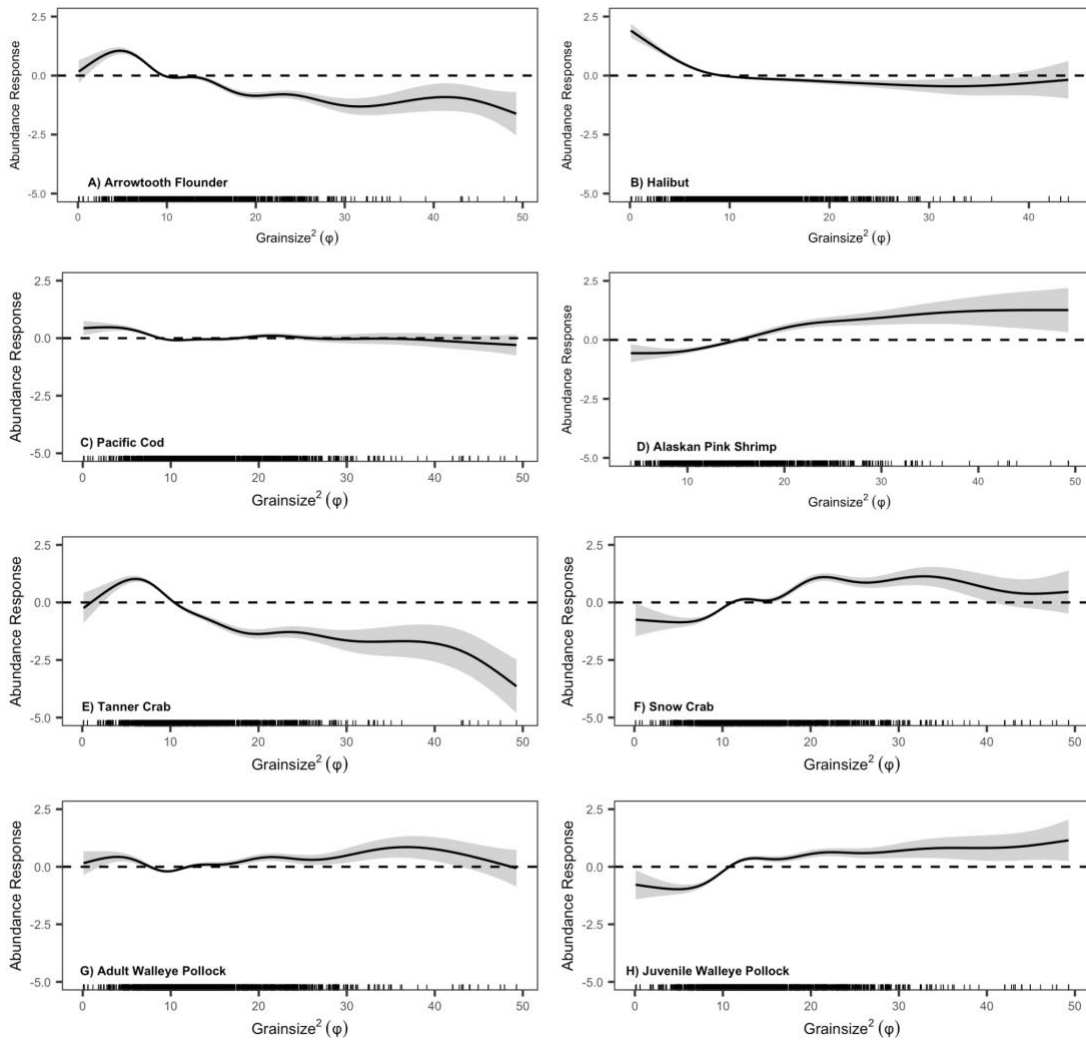 2.5
0.0
-2.5
-5.0
Abundance Response
A) Arrowtooth Flounder
0 10 20 30 40 50
Grainsize² (φ)
2.5
0.0
-2.5
-5.0
Abundance Response
B) Halibut
0 10 20 30 40
Grainsize² (φ)
2.5
0.0
-2.5
-5.0
Abundance Response
C) Pacific Cod
0 10 20 30 40 50
Grainsize² (φ)
2.5
0.0
-2.5
-5.0
Abundance Response
D) Alaskan Pink Shrimp
10 20 30 40 50
Grainsize² (φ)
2.5
0.0
-2.5
-5.0
Abundance Response
E) Tanner Crab
0 10 20 30 40 50
Grainsize² (φ)
2.5
0.0
-2.5
-5.0
Abundance Response
F) Snow Crab
0 10 20 30 40 50
Grainsize² (φ)
2.5
0.0
-2.5
-5.0
Abundance Response
G) Adult Walleye Pollock
0 10 20 30 40 50
Grainsize² (φ)
2.5
0.0
-2.5
-5.0
Abundance Response
H) Juvenile Walleye Pollock
0 10 20 30 40 50
Grainsize² (φ)